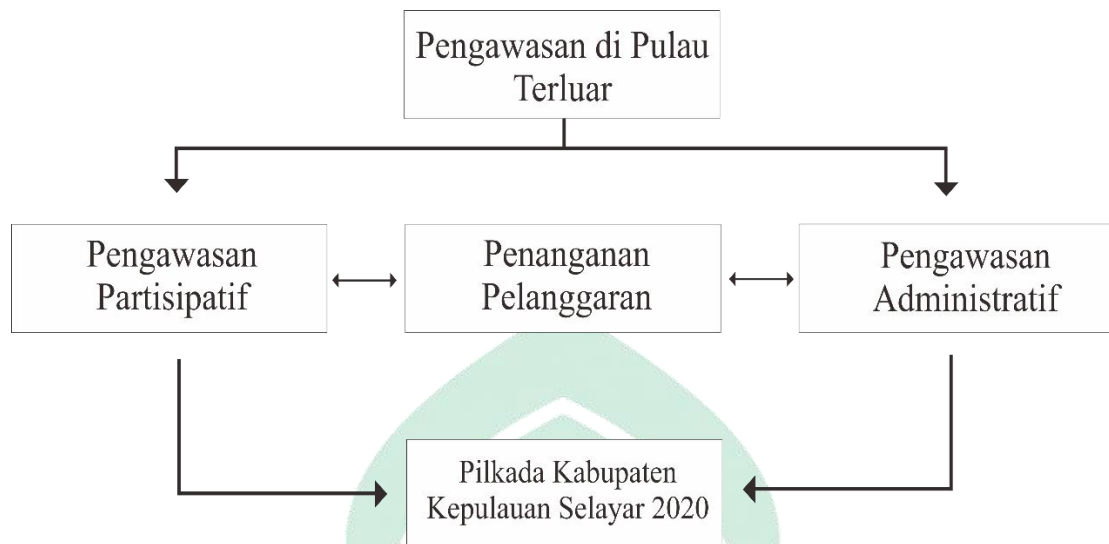 Pengawasan di Pulau
Terluar
Pengawasan
Partisipatif
Penanganan
Pelanggaran
Pengawasan
Administratif
Pilkada Kabupaten
Kepulauan Selayar 2020